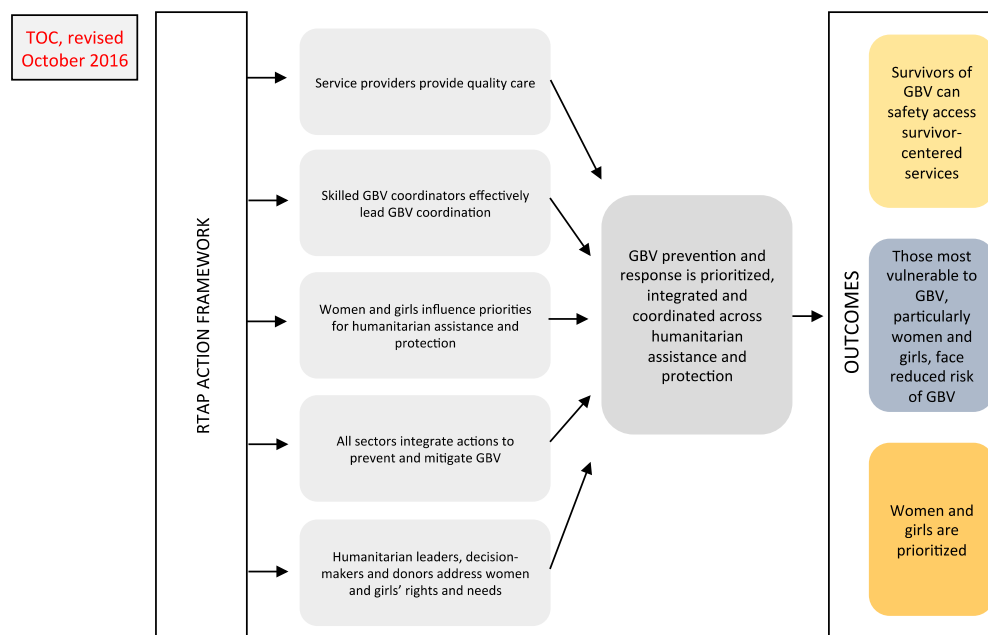 TOC, revised
October 2016
RTAP ACTION FRAMEWORK
Service providers provide quality care
Skilled GBV coordinators effectively
lead GBV coordination
Women and girls influence priorities
for humanitarian assistance and
protection
All sectors integrate actions to
prevent and mitigate GBV
Humanitarian leaders, decision-
makers and donors address women
and girls’ rights and needs
GBV prevention and
response is prioritized,
integrated and
coordinated across
humanitarian
assistance and
protection
OUTCOMES
Survivors of
GBV can
safety access
survivor-
centered
services
Those most
vulnerable to
GBV,
particularly
women and
girls, face
reduced risk
of GBV
Women and
girls are
prioritized